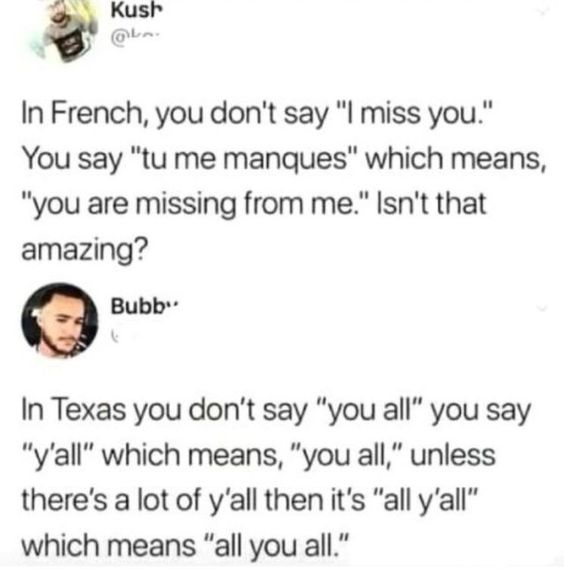 Kush
In French, you don't say "I miss you."
You say "tu me manques" which means,
"you are missing from me." Isn't that
amazing?
Bubb
In Texas you don't say "you all" you say
"y'all" which means, "you all," unless
there's a lot of y'all then it's "all y'all"
which means "all you all."